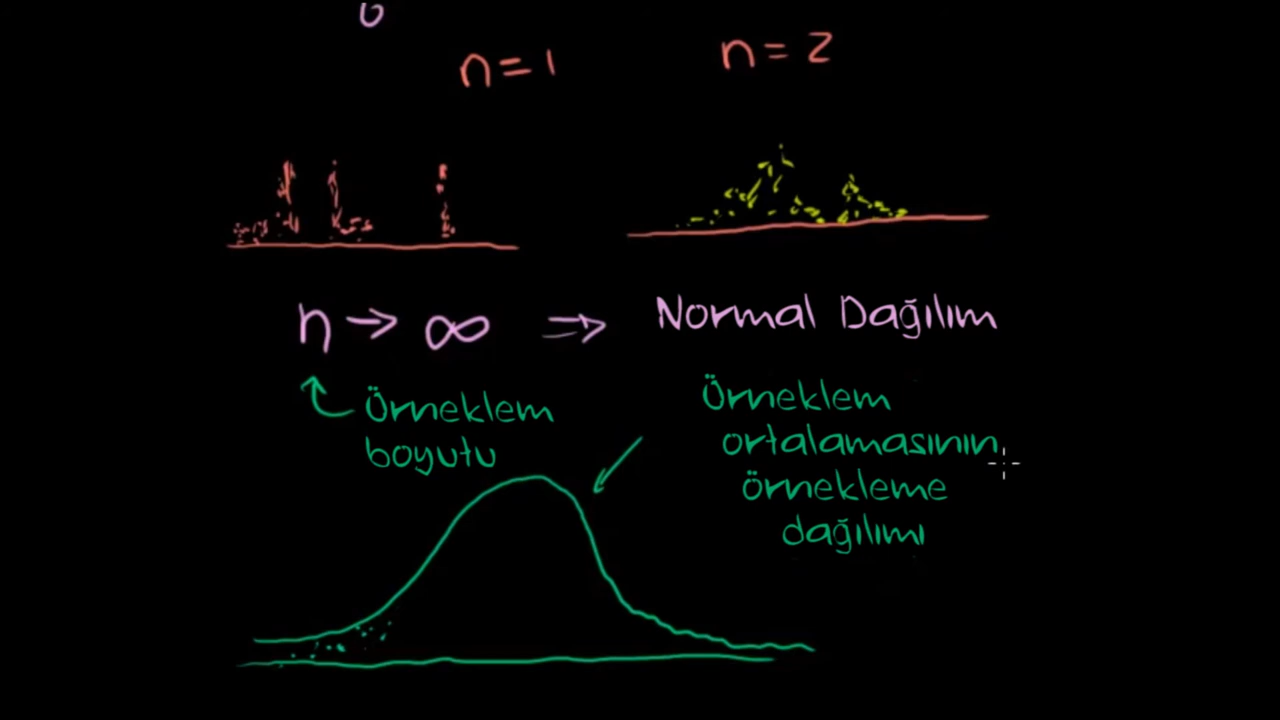 n=1
n=2
n→∞ ⇒ Normal Dağılım
Örneklem
boyutu
Örneklem
ortalamasının
örnekleme
dağılımı